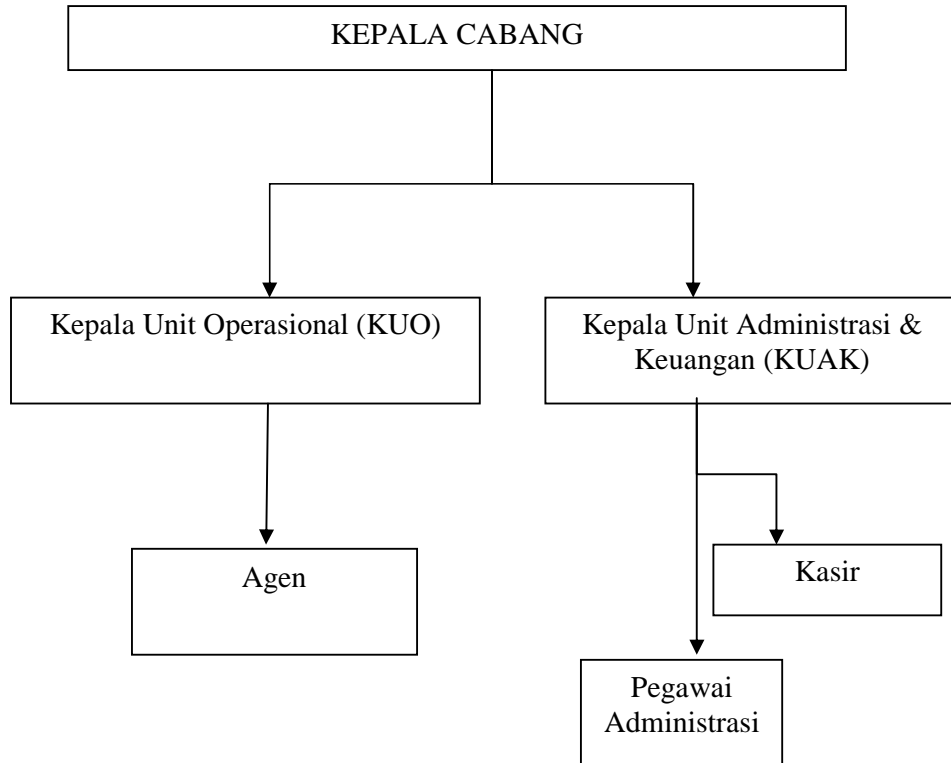 KEPALA CABANG
Kepala Unit Operasional (KUO)
Kepala Unit Administrasi &
Keuangan (KUAK)
Agen
Kasir
Pegawai
Administrasi